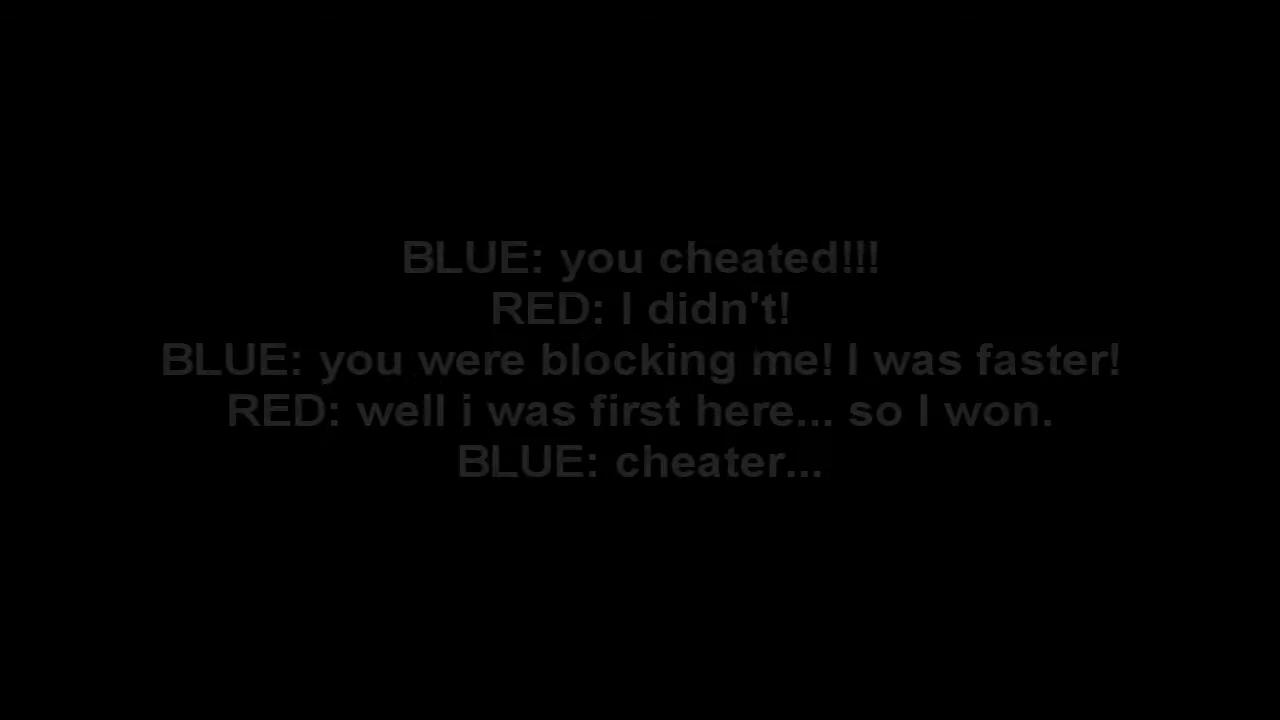 BLUE: you cheated!!!
RED: I didn't!
BLUE: you were blocking me! I was faster!
RED: well i was first here... so I won.
BLUE: cheater...